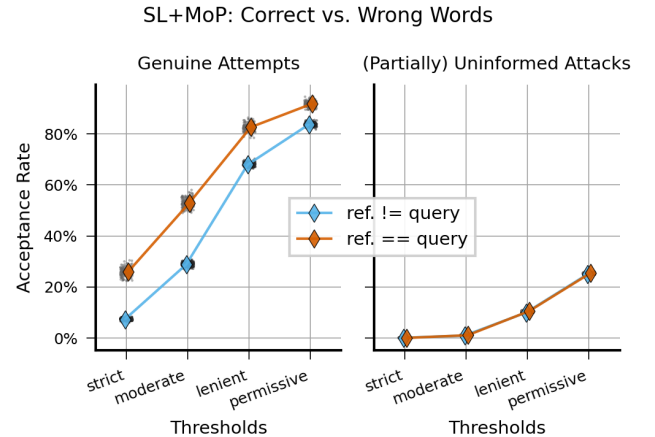 SL+MoP: Correct vs. Wrong Words
Genuine Attempts
(Partially) Uninformed Attacks
Acceptance Rate
80%
60%
40%
20%
0%
ref. != query
ref. == query
strict
moderate
lenient
permissive
strict
moderate
lenient
permissive
Thresholds
Thresholds